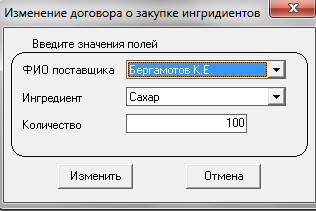 Изменение договора о закупке ингридиентов
Введите значения полей
ФИО поставщика Бергамотов К.Е.
Ингредиент Сахар
Количество 100
Изменить Отмена